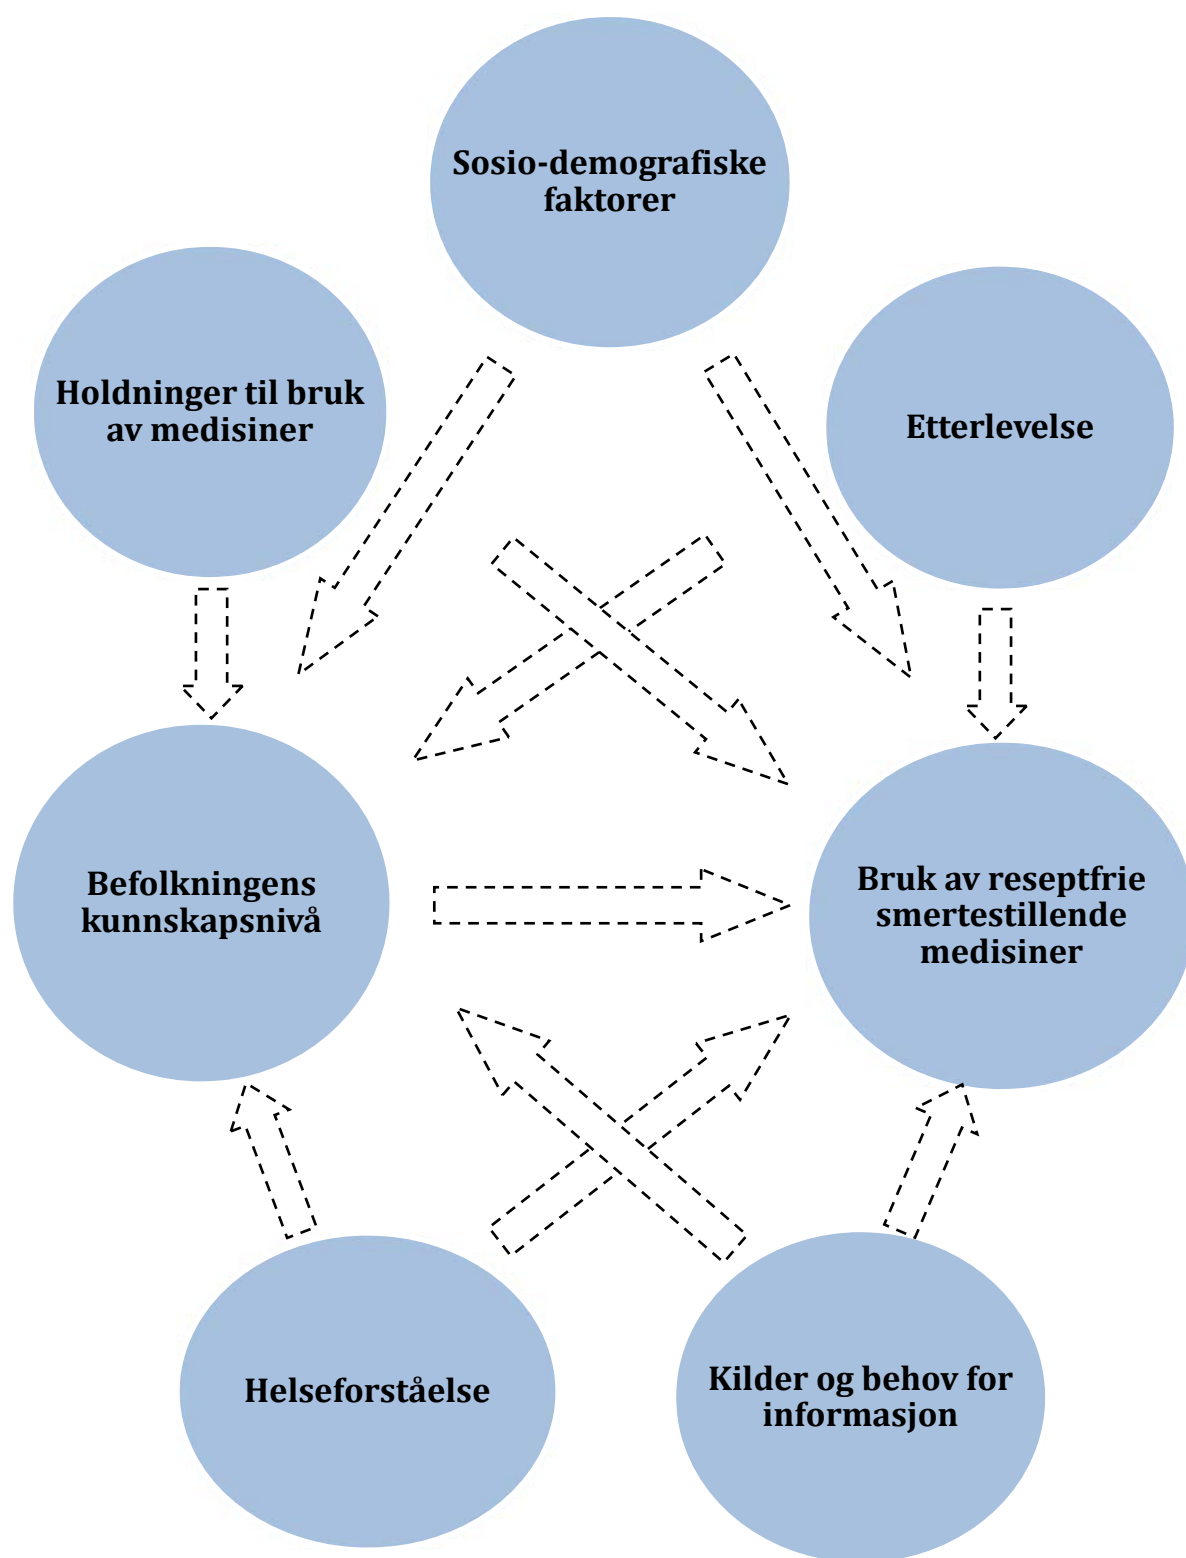 Sosio-demografiske
faktorer
Holdninger til bruk
av medisiner
Etterlevelse
Befolkningens
kunnskapsnivå
Bruk av reseptfrie
smertestillende
medisiner
Helseforståelse
Kilder og behov for
informasjon